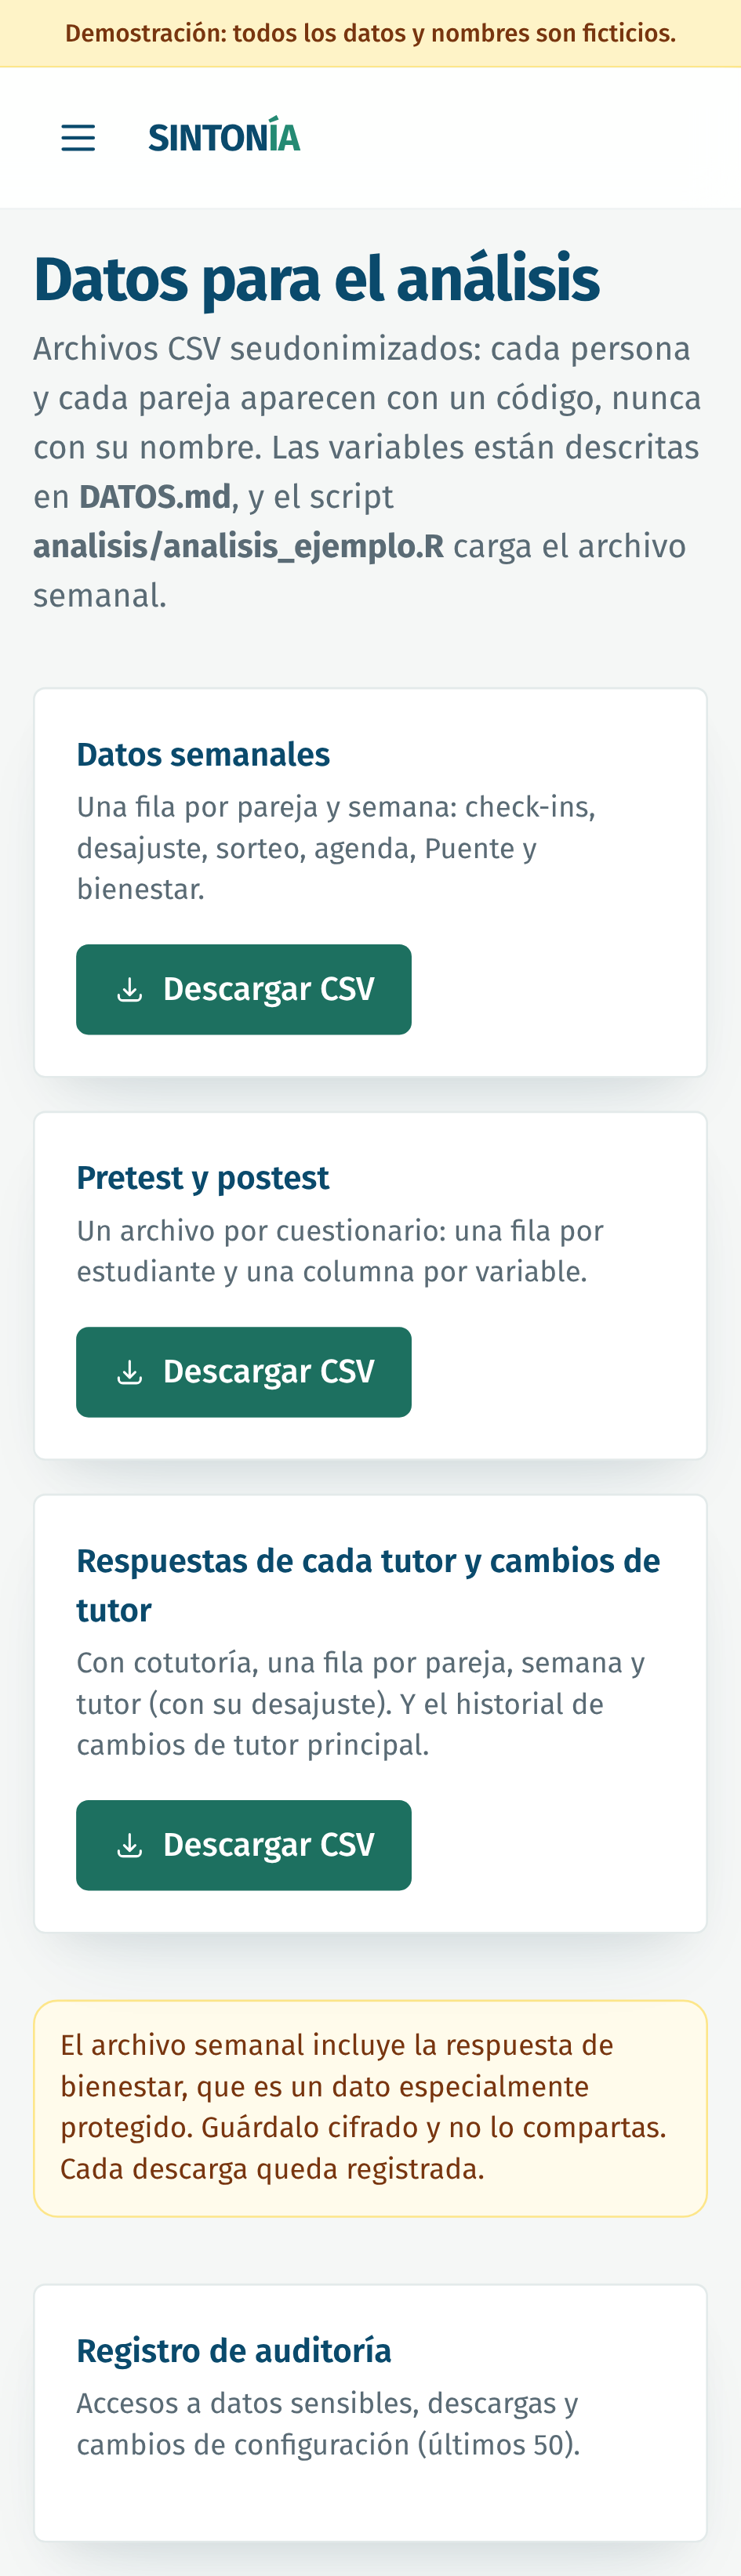 Demostración: todos los datos y nombres son ficticios.
SINTONÍA
Datos para el análisis
Archivos CSV seudonimizados: cada persona
y cada pareja aparecen con un código, nunca
con su nombre. Las variables están descritas
en DATOS.md, y el script
analisis/analisis_ejemplo.R carga el archivo
semanal.
Datos semanales
Una fila por pareja y semana: check-ins,
desajuste, sorteo, agenda, Puente y
bienestar.
Descargar CSV
Pretest y postest
Un archivo por cuestionario: una fila por
estudiante y una columna por variable.
Descargar CSV
Respuestas de cada tutor y cambios de
tutor
Con cotutoría, una fila por pareja, semana y
tutor (con su desajuste). Y el historial de
cambios de tutor principal.
Descargar CSV
El archivo semanal incluye la respuesta de
bienestar, que es un dato especialmente
protegido. Guárdalo cifrado y no lo compartas.
Cada descarga queda registrada.
Registro de auditoría
Accesos a datos sensibles, descargas y
cambios de configuración (últimos 50).